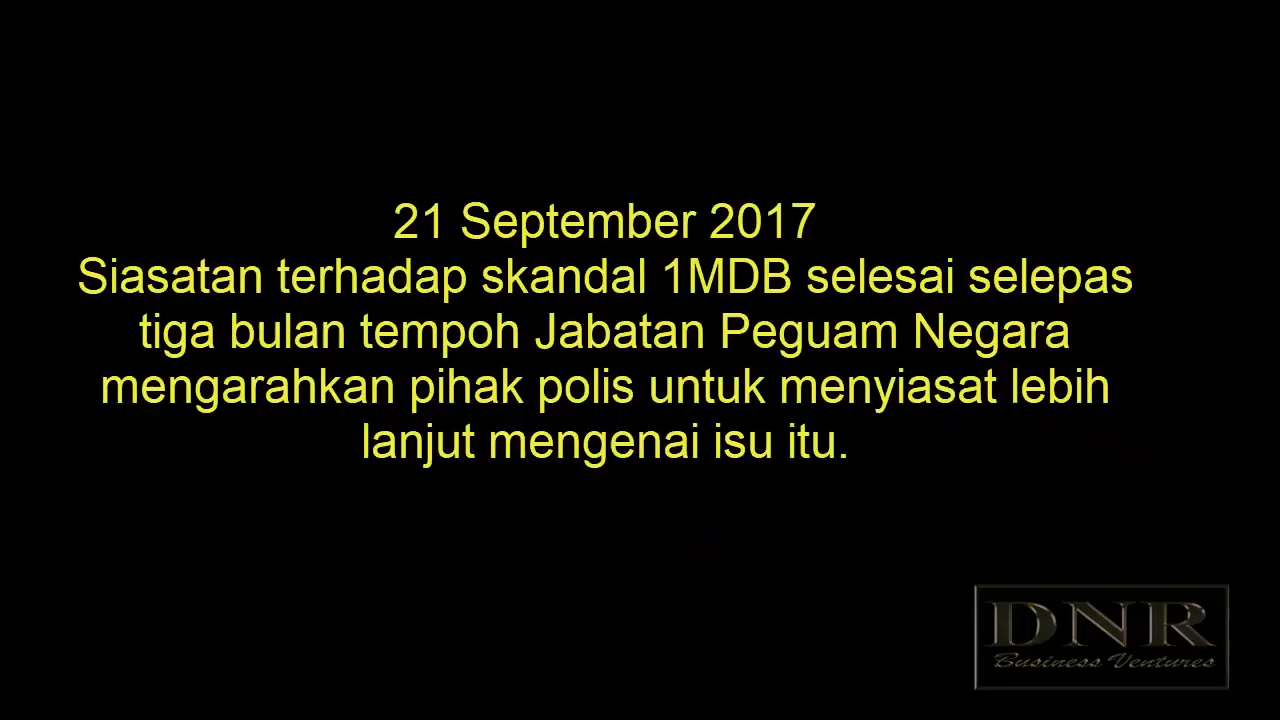 21 September 2017
Siasatan terhadap skandal 1MDB selesai selepas
tiga bulan tempoh Jabatan Peguam Negara
mengarahkan pihak polis untuk menyiasat lebih
lanjut mengenai isu itu.
DNR
Business Ventures